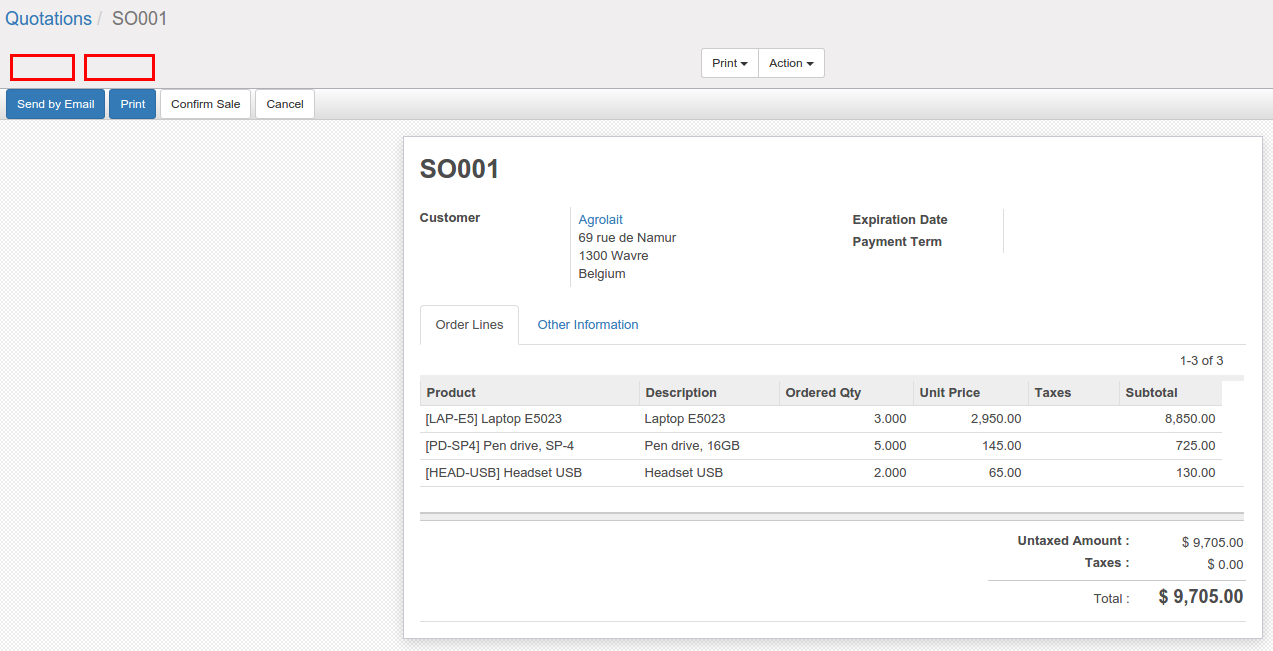 Quotations / SO001
Print Action
Send by Email Print Confirm Sale Cancel
SO001
Customer
Agrolait
69 rue de Namur
1300 Wavre
Belgium
Expiration Date
Payment Term
Order Lines Other Information
1-3 of 3
Product Description Ordered Qty Unit Price Taxes Subtotal
[LAP-E5] Laptop E5023 Laptop E5023 3.000 2,950.00 8,850.00
[PD-SP4] Pen drive, SP-4 Pen drive, 16GB 5.000 145.00 725.00
[HEAD-USB] Headset USB Headset USB 2.000 65.00 130.00
Untaxed Amount : $ 9,705.00
Taxes : $ 0.00
Total : $ 9,705.00